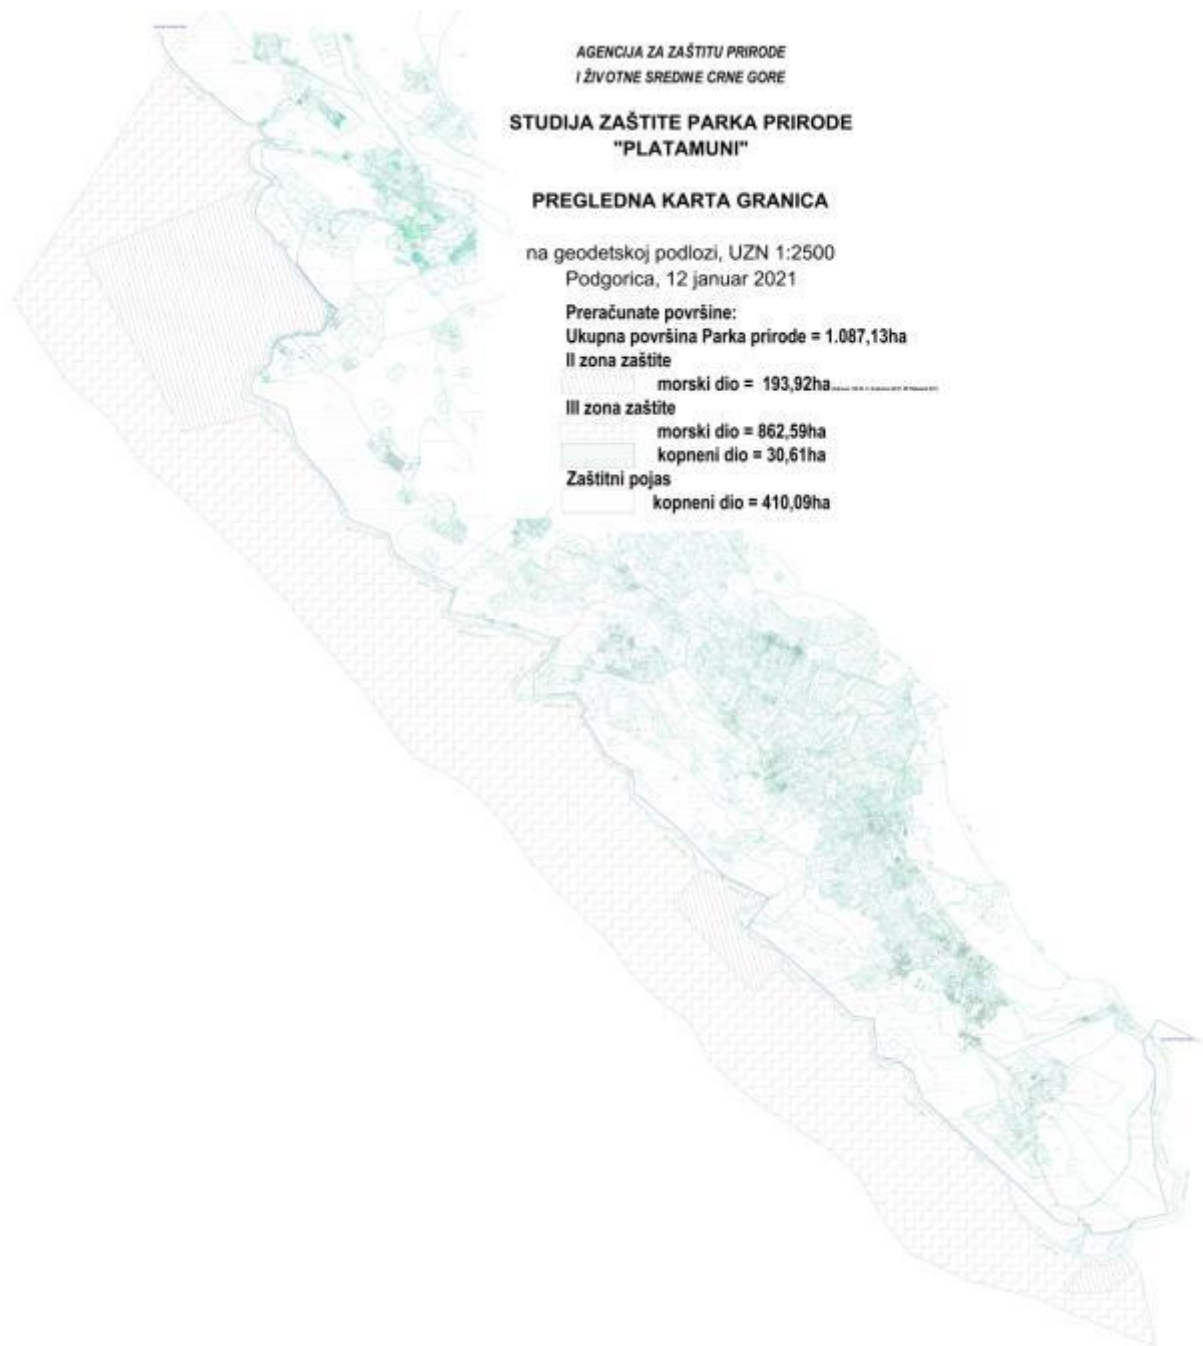 AGENCIJA ZA ZAŠTITU PRIRODE
I ŽIVOTNE SREDINE CRNE GORE
STUDIJA ZAŠTITE PARKA PRIRODE
"PLATAMUNI"
PREGLEDNA KARTA GRANICA
na geodetskoj podlozi, UZN 1:2500
Podgorica, 12 januar 2021
Preračunate površine:
Ukupna površina Parka prirode = 1.087,13ha
II zona zaštite
morski dio = 193,92ha
III zona zaštite
morski dio = 862,59ha
kopneni dio = 30,61ha
Zaštitni pojas
kopneni dio = 410,09ha